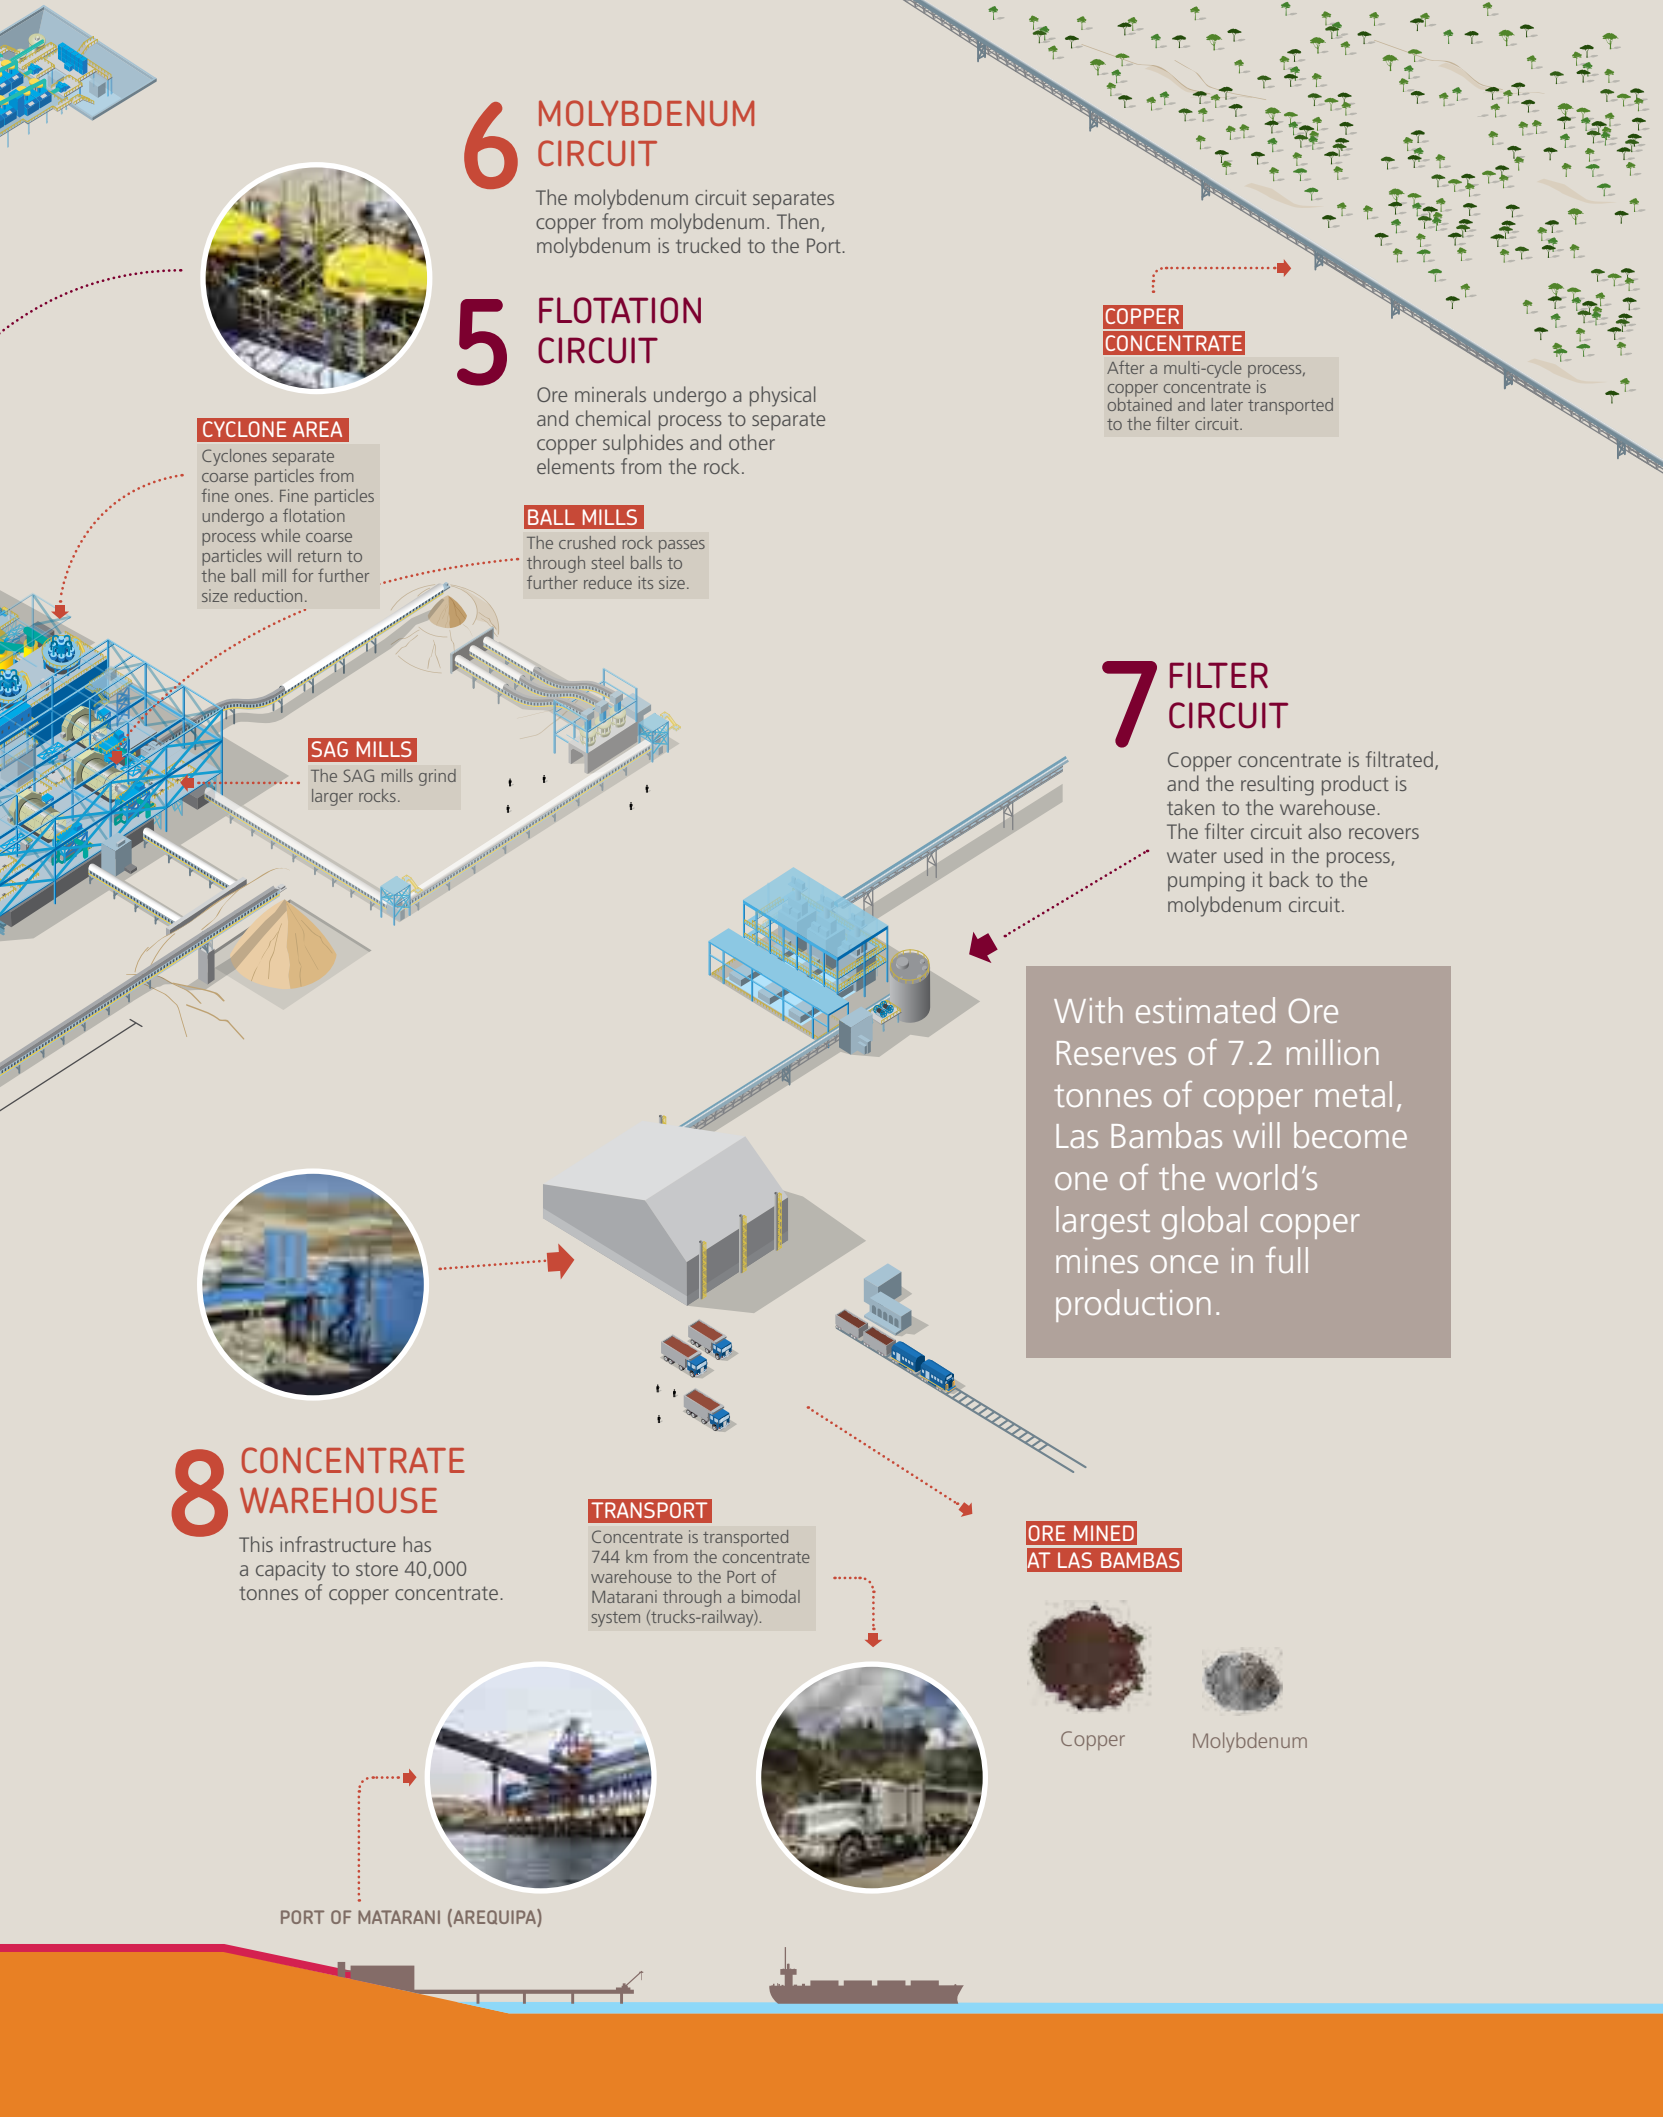 6
MOLYBDENUM
CIRCUIT
The molybdenum circuit separates
copper from molybdenum. Then,
molybdenum is trucked to the Port.
5
FLOTATION
CIRCUIT
Ore minerals undergo a physical
and chemical process to separate
copper sulphides and other
elements from the rock.
COPPER
CONCENTRATE
After a multi-cycle process,
copper concentrate is
obtained and later transported
to the filter circuit.
CYCLONE AREA
Cyclones separate
coarse particles from
fine ones. Fine particles
undergo a flotation
process while coarse
particles will return to
the ball mill for further
size reduction.
BALL MILLS
The crushed rock passes
through steel balls to
further reduce its size.
SAG MILLS
The SAG mills grind
larger rocks.
7
FILTER
CIRCUIT
Copper concentrate is filtrated,
and the resulting product is
taken to the warehouse.
The filter circuit also recovers
water used in the process,
pumping it back to the
molybdenum circuit.
With estimated Ore
Reserves of 7.2 million
tonnes of copper metal,
Las Bambas will become
one of the world’s
largest global copper
mines once in full
production.
8
CONCENTRATE
WAREHOUSE
This infrastructure has
a capacity to store 40,000
tonnes of copper concentrate.
TRANSPORT
Concentrate is transported
744 km from the concentrate
warehouse to the Port of
Matarani through a bimodal
system (trucks-railway).
ORE MINED
AT LAS BAMBAS
Copper
Molybdenum
PORT OF MATARANI (AREQUIPA)